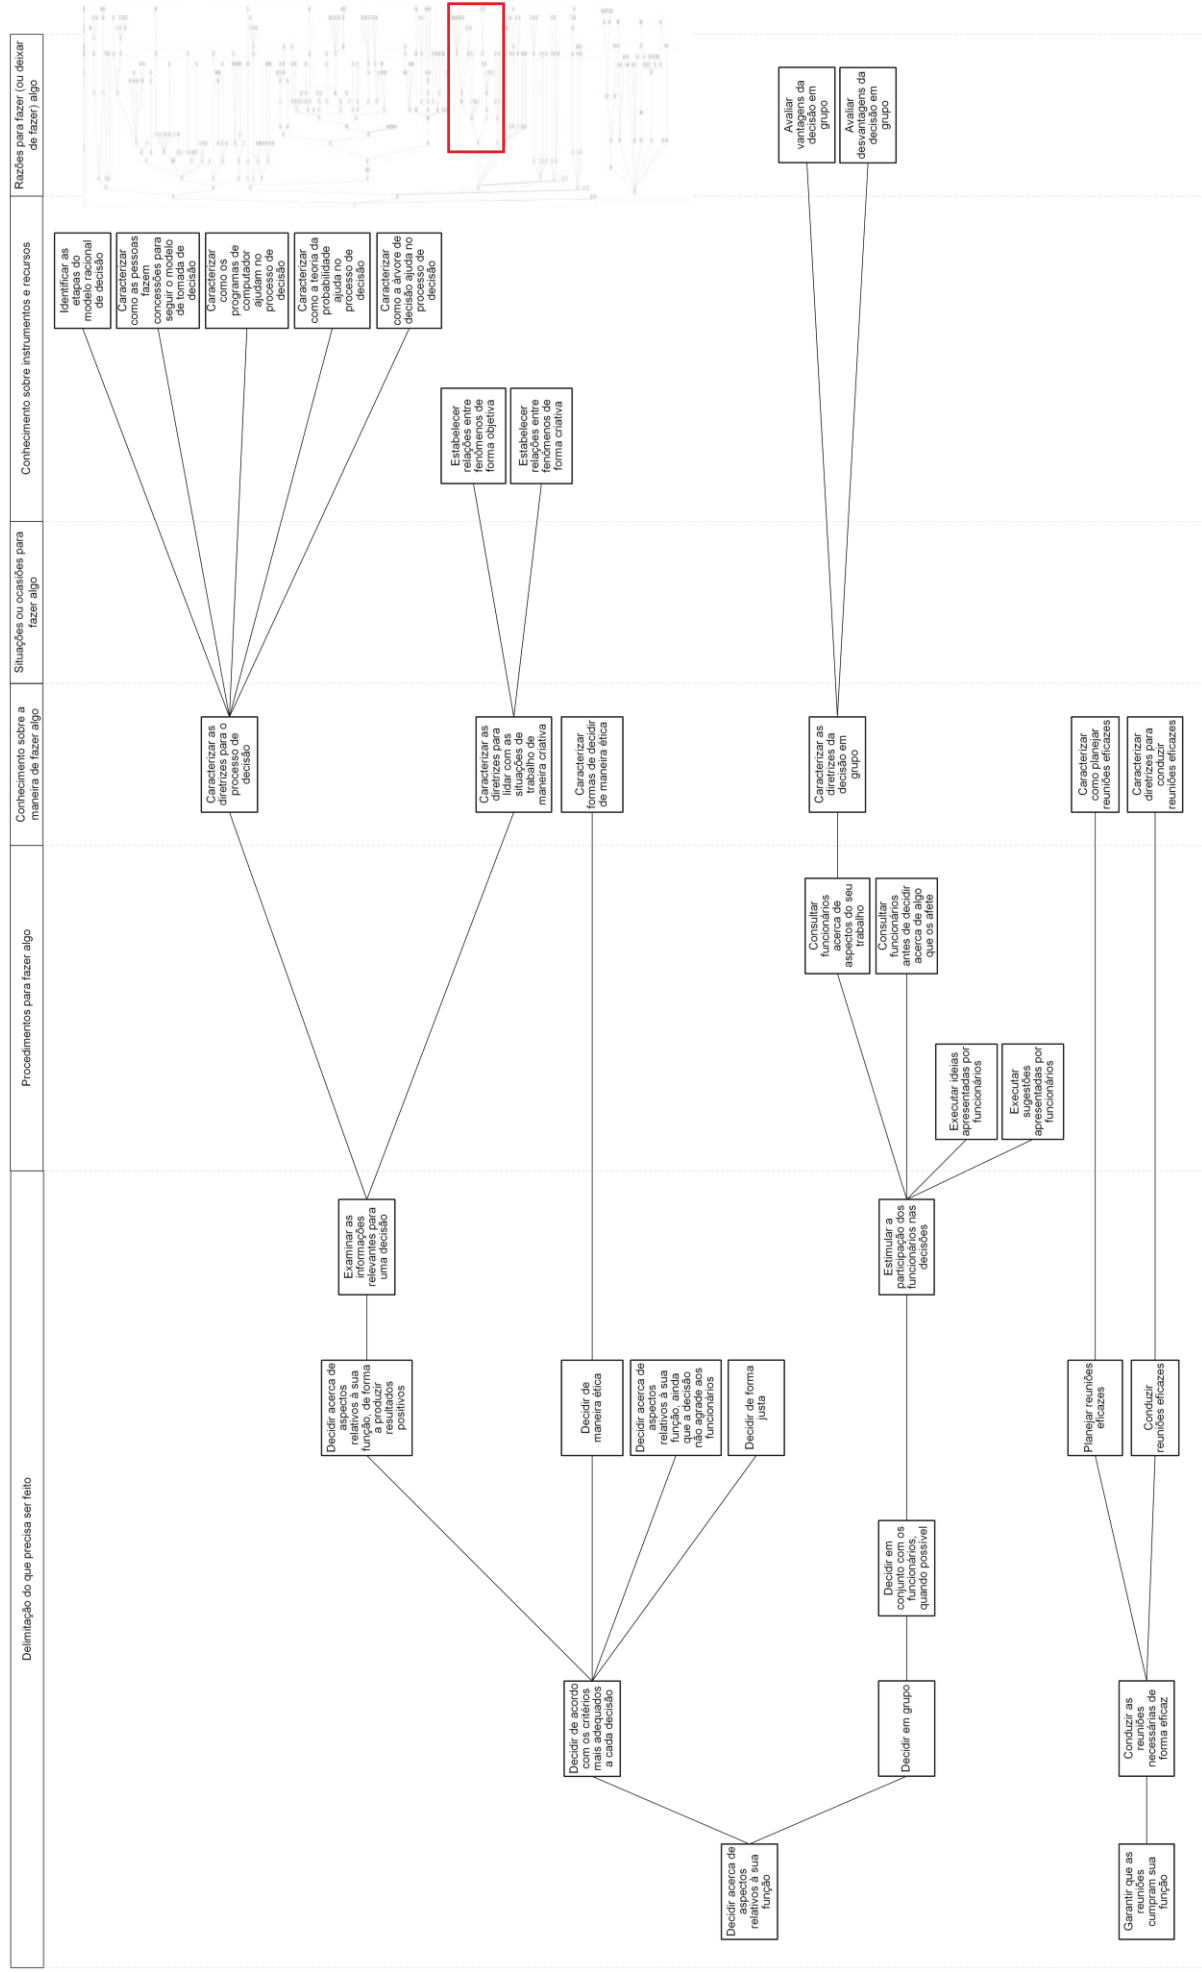 Delimitação do que precisa ser feito
Procedimentos para fazer algo
Conhecimento sobre a
maneira de fazer algo
Situações ou ocasiões para
fazer algo
Conhecimento sobre instrumentos e recursos
Razões para fazer (ou deixar
de fazer) algo
Identificar as
etapas do
modelo racional
de decisão
Caracterizar
como as pessoas
fazem
concessões para
seguir o modelo
de tomada de
decisão
Caracterizar
como os
programas de
computador
ajudam no
processo de
decisão
Caracterizar
como a teoria da
probabilidade
ajuda no
processo de
decisão
Caracterizar
como a árvore de
decisão ajuda no
processo de
decisão
Caracterizar as
diretrizes para o
processo de
decisão
Examinar as
informações
relevantes para
uma decisão
Decidir acerca de
aspectos
relativos à sua
função, de forma
a produzir
resultados
positivos
Estabelecer
relações entre
fenômenos de
forma objetiva
Estabelecer
relações entre
fenômenos de
forma criativa
Caracterizar as
diretrizes para
lidar com as
situações de
trabalho de
maneira criativa
Caracterizar
formas de decidir
de maneira ética
Decidir de
maneira ética
Decidir acerca de
aspectos
relativos à sua
função, ainda
que a decisão
não agrade aos
funcionários
Decidir de forma
justa
Decidir de acordo
com os critérios
mais adequados
a cada decisão
Decidir acerca de
aspectos
relativos à sua
função
Avaliar
vantagens da
decisão em
grupo
Avaliar
desvantagens da
decisão em
grupo
Caracterizar as
diretrizes da
decisão em
grupo
Consultar
funcionários
acerca de
aspectos do seu
trabalho
Consultar
funcionários
antes de decidir
acerca de algo
que os afete
Executar ideias
apresentadas por
funcionários
Executar
sugestões
apresentadas por
funcionários
Estimular a
participação dos
funcionários nas
decisões
Decidir em
conjunto com os
funcionários,
quando possível
Decidir em grupo
Caracterizar
como planejar
reuniões eficazes
Caracterizar
diretrizes para
conduzir
reuniões eficazes
Planejar reuniões
eficazes
Conduzir
reuniões eficazes
Conduzir as
reuniões
necessárias de
forma eficaz
Garantir que as
reuniões
cumpram sua
função